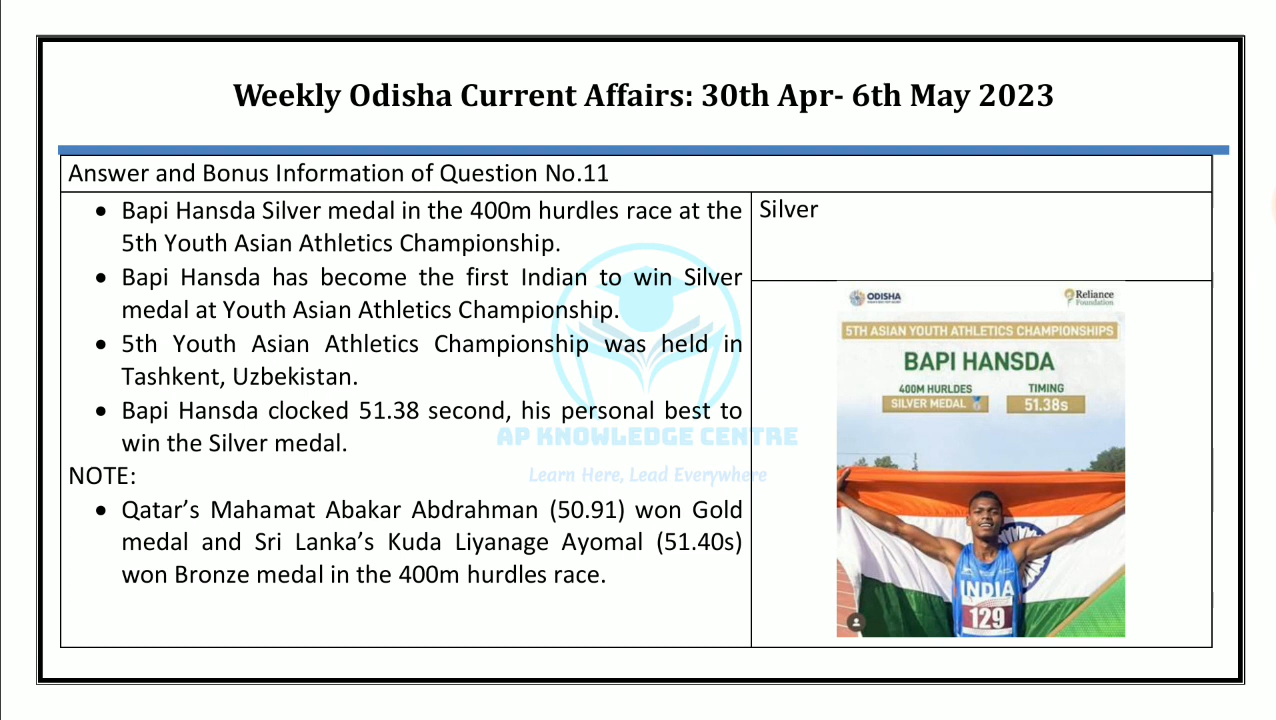 Weekly Odisha Current Affairs: 30th Apr- 6th May 2023
Answer and Bonus Information of Question No.11
• Bapi Hansda Silver medal in the 400m hurdles race at the
5th Youth Asian Athletics Championship.
• Bapi Hansda has become the first Indian to win Silver
medal at Youth Asian Athletics Championship.
• 5th Youth Asian Athletics Championship was held in
Tashkent, Uzbekistan.
• Bapi Hansda clocked 51.38 second, his personal best to
win the Silver medal.
NOTE:
• Qatar’s Mahamat Abakar Abdrahman (50.91) won Gold
medal and Sri Lanka’s Kuda Liyanage Ayomal (51.40s)
won Bronze medal in the 400m hurdles race.
Silver
ODISHA
Reliance
Foundation
5TH ASIAN YOUTH ATHLETICS CHAMPIONSHIPS
BAPI HANSDA
400M HURLDES
SILVER MEDAL
TIMING
51.38s
INDIA
129
AP KNOWLEDGE CENTRE
Learn Here, Lead Everywhere